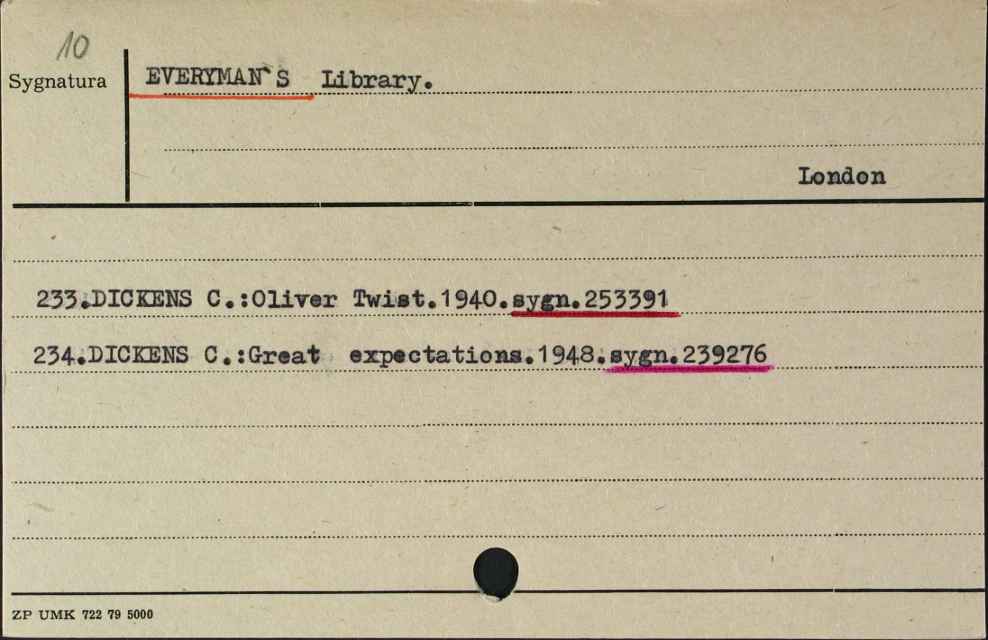 10
Sygnatura
EVERYMAN`S Library.
London
233.DICKENS C.:Oliver Twist.1940.sygn.253391
234.DICKENS C.:Great expectations.1948.sygn.239276
ZP UMK 722 79 5000